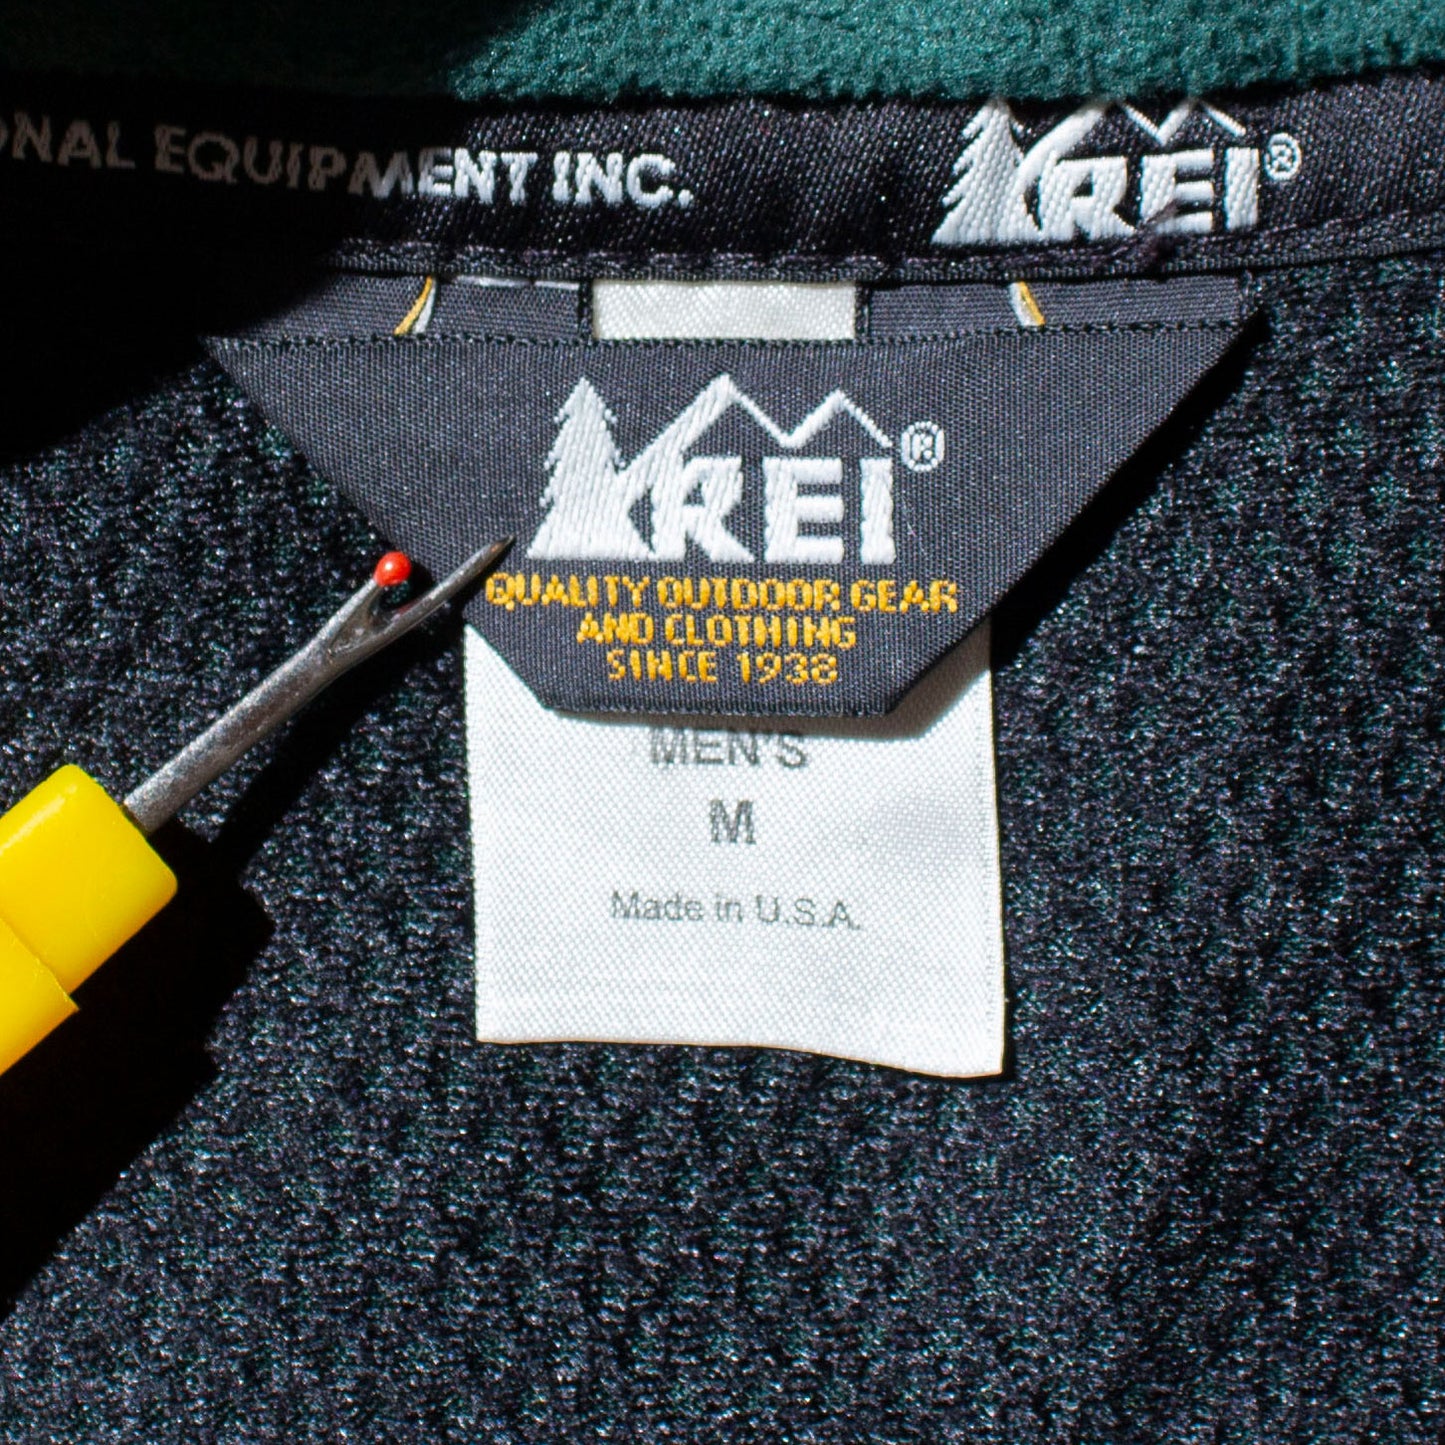 ONAL EQUIPMENT INC.
REI®
REI®
QUALITY OUTDOOR GEAR
AND CLOTHING
SINCE 1938
MEN'S
M
Made in U.S.A.